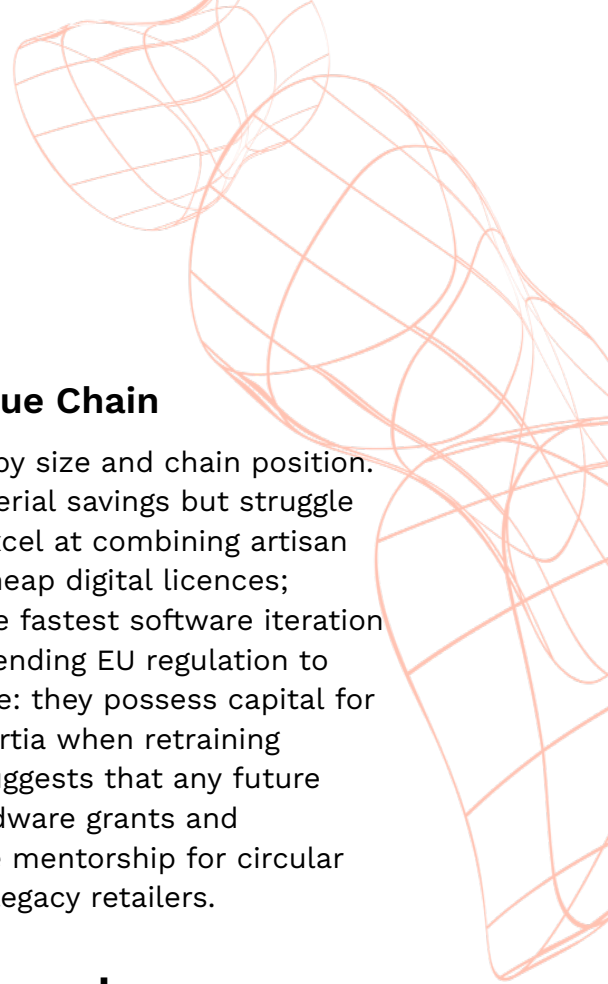 ue Chain
by size and chain position.
erial savings but struggle
cel at combining artisan
heap digital licences;
e fastest software iteration
ending EU regulation to
e: they possess capital for
rtia when retraining
ggests that any future
dware grants and
mentorship for circular
egacy retailers.